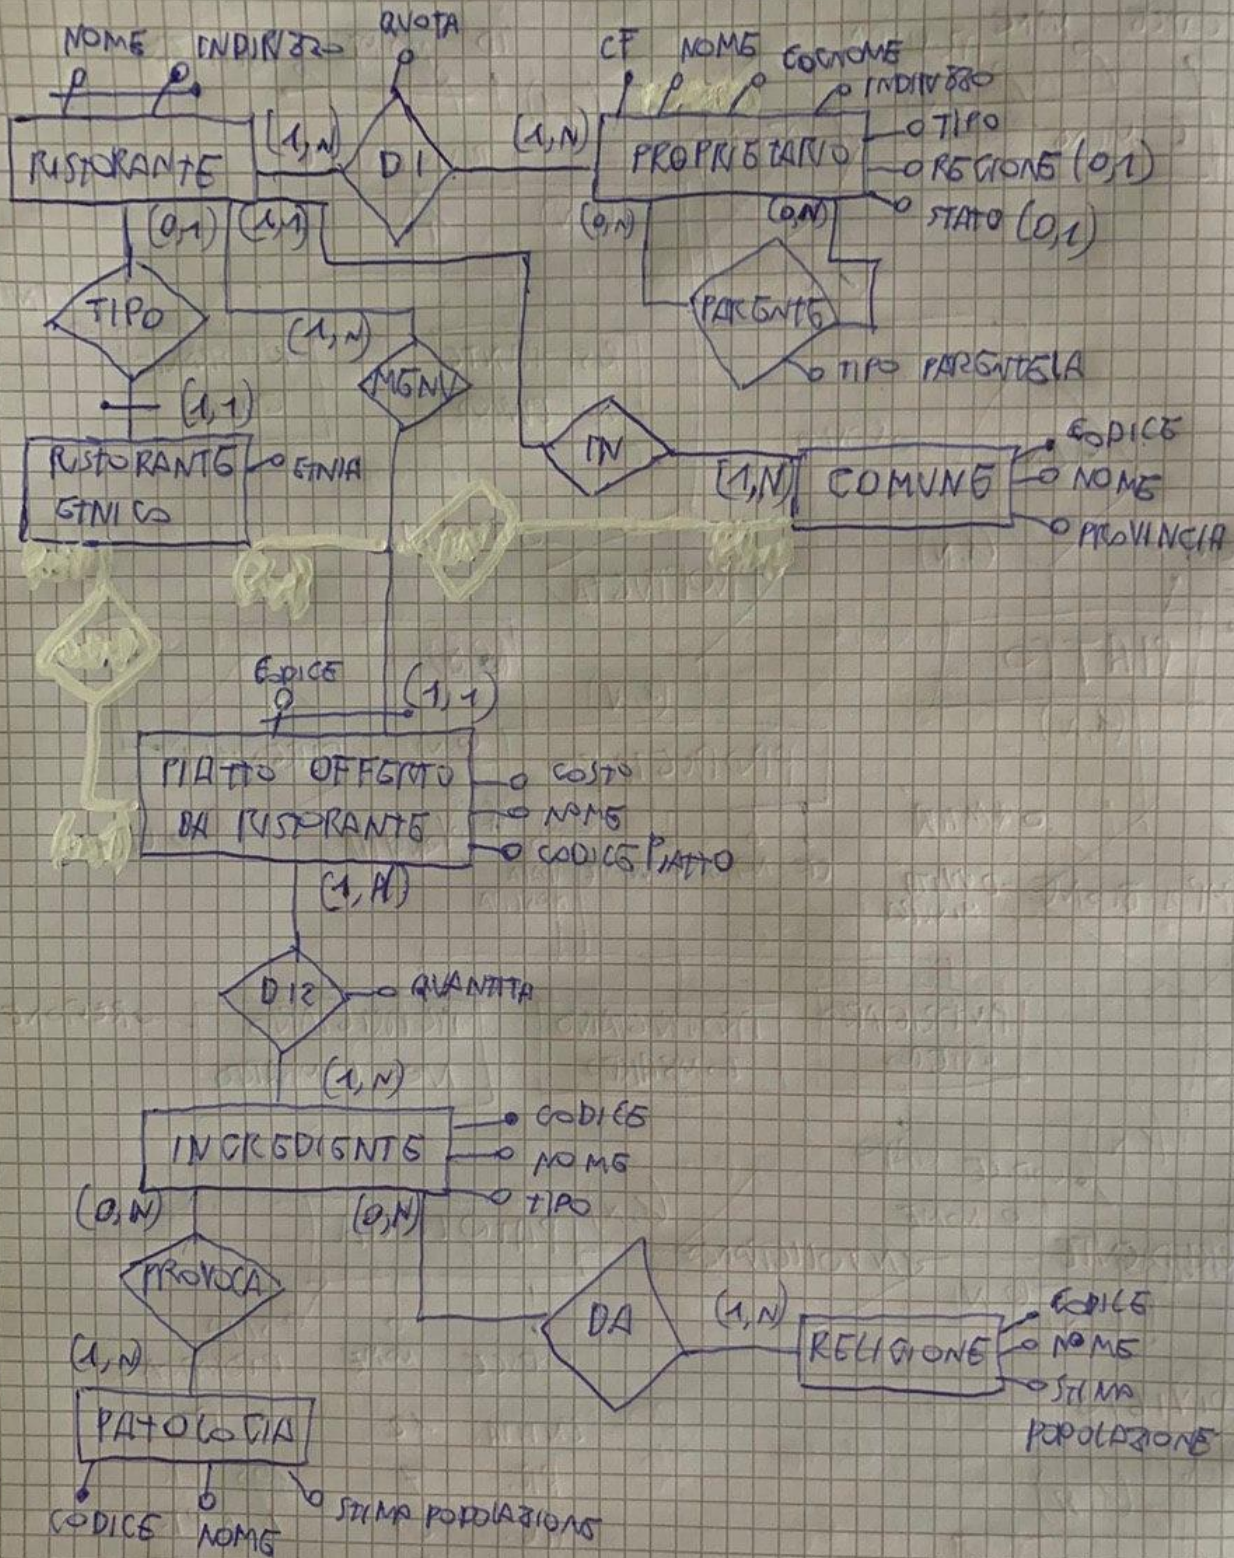 NOME INDIRIZZO QUOTA CF NOME COGNOME
INDIRIZZO
RISTORANTE (1,N) DI (1,N) PROPRIETARIO TIPO
REGIONE (0,1)
STATO (0,1)
(0,1) (1,1) (0,N) (0,N)
TIPO (1,N) PARENTE
MENU TIPO PARENTELA
(1,1)
RISTORANTE ETNIA IN CODICE
ETNICO (1,N) COMUNE NOME
PROVINCIA
CODICE (1,1)
PIATTO OFFERTO COSTO
DA RISTORANTE NOME
CODICE PIATTO
(1,N)
DI2 QUANTITA
(1,N)
INGREDIENTE CODICE
NOME
TIPO
(0,N) (0,N)
PROVOCA DA (1,N) CODICE
RELIGIONE NOME
(1,N) STIMA
PATOLOGIA POPOLAZIONE
CODICE NOME STIMA POPOLAZIONE